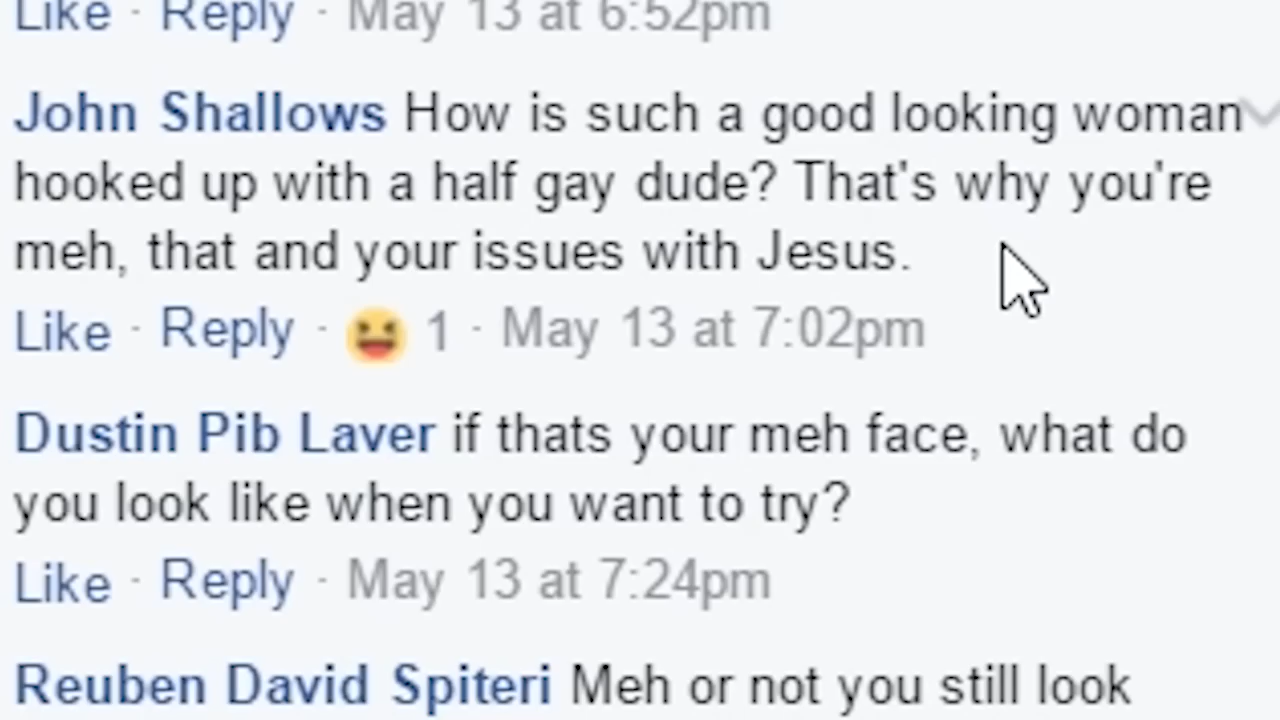 Like · Reply · May 13 at 6:52pm
John Shallows How is such a good looking woman
hooked up with a half gay dude? That's why you're
meh, that and your issues with Jesus.
Like · Reply · 1 · May 13 at 7:02pm
Dustin Pib Laver if thats your meh face, what do
you look like when you want to try?
Like · Reply · May 13 at 7:24pm
Reuben David Spiteri Meh or not you still look